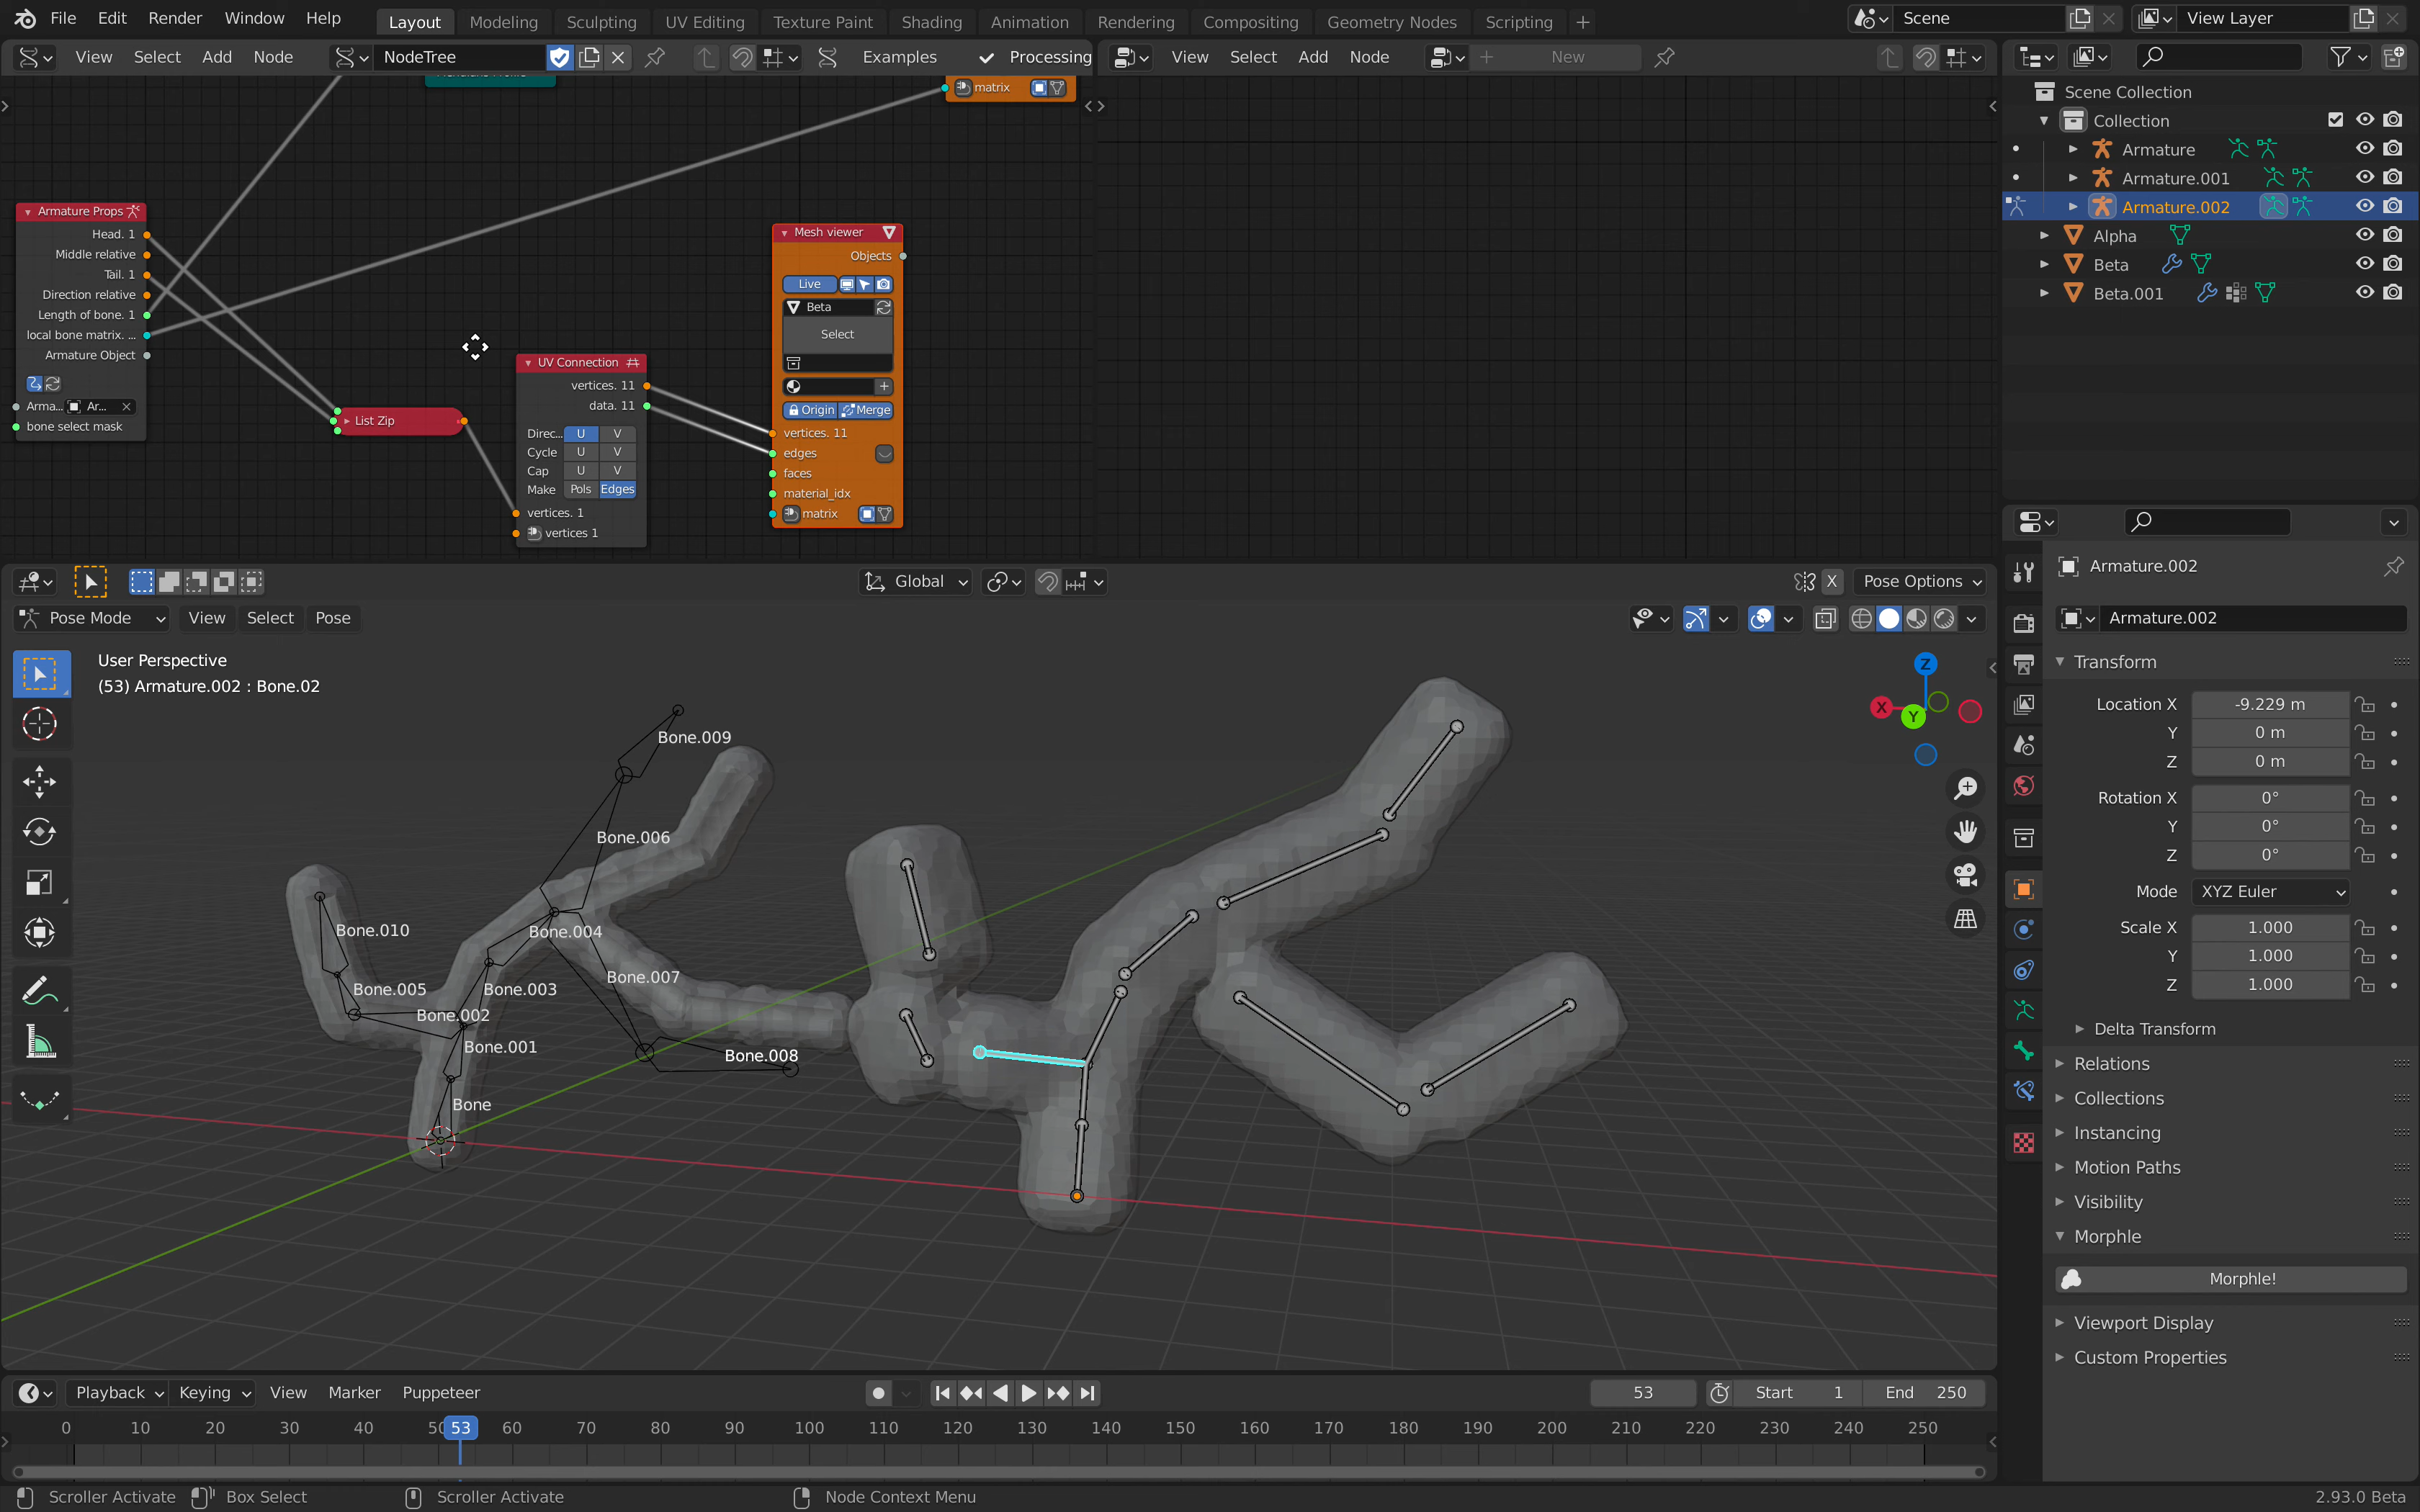 File Edit Render Window Help Layout Modeling Sculpting UV Editing Texture Paint Shading Animation Rendering Compositing Geometry Nodes Scripting + Scene View Layer
View Select Add Node NodeTree Examples Processing
View Select Add Node New
matrix
Armature Props
Head. 1
Middle relative
Tail. 1
Direction relative
Length of bone. 1
local bone matrix. ...
Armature Object
Arma... Ar...
bone select mask
List Zip
UV Connection
vertices. 11
data. 11
Direc... U V
Cycle U V
Cap U V
Make Pols Edges
vertices. 1
vertices 1
Mesh viewer
Objects
Live
Beta
Select
Origin Merge
vertices. 11
edges
faces
material_idx
matrix
Scene Collection
Collection
Armature
Armature.001
Armature.002
Alpha
Beta
Beta.001
Global X Pose Options
Pose Mode View Select Pose
User Perspective
(53) Armature.002 : Bone.02
Z
X
Y
Bone.009
Bone.006
Bone.010
Bone.004
Bone.007
Bone.005
Bone.003
Bone.002
Bone.001
Bone.008
Bone
Armature.002
Armature.002
Transform
Location X -9.229 m
Y 0 m
Z 0 m
Rotation X 0°
Y 0°
Z 0°
Mode XYZ Euler
Scale X 1.000
Y 1.000
Z 1.000
Delta Transform
Relations
Collections
Instancing
Motion Paths
Visibility
Morphle
Morphle!
Viewport Display
Custom Properties
Playback Keying View Marker Puppeteer 53 Start 1 End 250
0 10 20 30 40 50 53 60 70 80 90 100 110 120 130 140 150 160 170 180 190 200 210 220 230 240 250
Scroller Activate Box Select Scroller Activate Node Context Menu 2.93.0 Beta